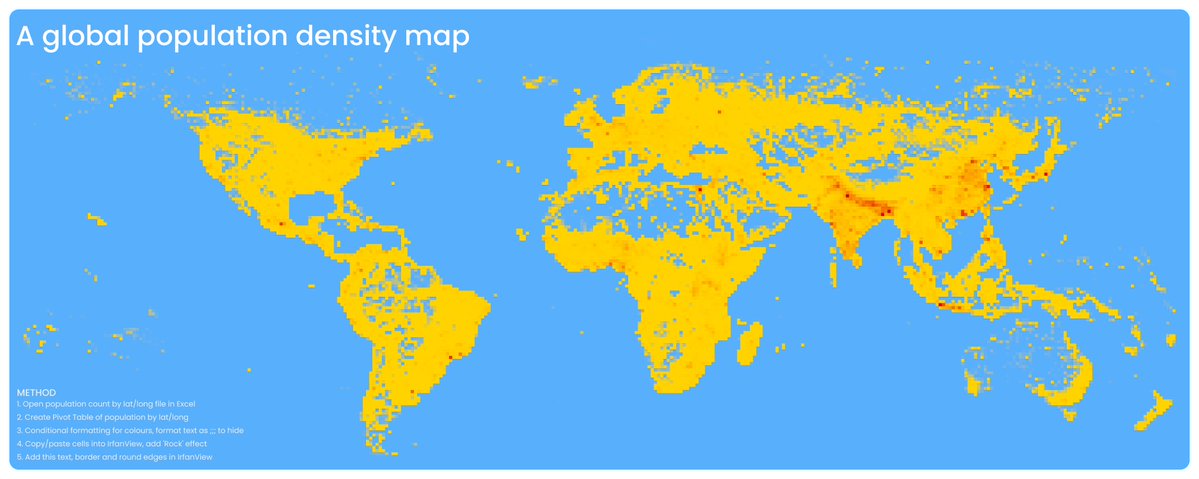 A global population density map
METHOD
1. Open population count by lat/long file in Excel
2. Create Pivot Table of population by lat/long
3. Conditional formatting for colours, format text as ;;; to hide
4. Copy/paste cells into IrfanView, add 'Rock' effect
5. Add this text, border and round edges in IrfanView